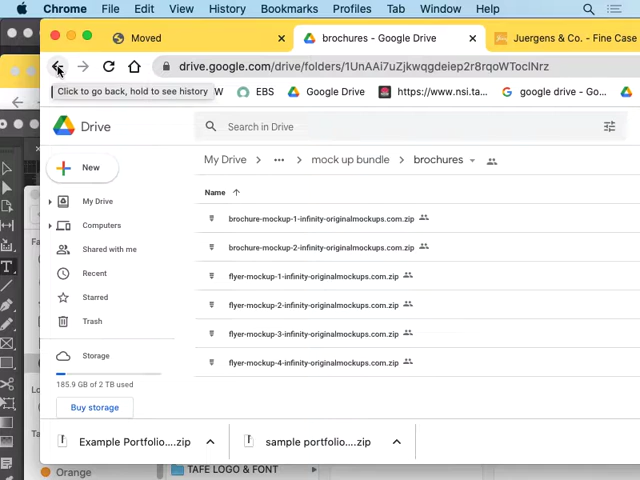 Chrome File Edit View History Bookmarks Profiles Tab Window Help
Moved brochures - Google Drive Juergens & Co. - Fine Case
drive.google.com/drive/folders/1UnAAi7uZjkwqgdeiep2r8rqoWToclNrz
Click to go back, hold to see history W EBS Google Drive https://www.nsi.ta... google drive - Go...
Drive Search in Drive
New My Drive ... mock up bundle brochures
Name
My Drive
brochure-mockup-1-infinity-originalmockups.com.zip
Computers
brochure-mockup-2-infinity-originalmockups.com.zip
Shared with me
Recent flyer-mockup-1-infinity-originalmockups.com.zip
Starred flyer-mockup-2-infinity-originalmockups.com.zip
Trash flyer-mockup-3-infinity-originalmockups.com.zip
Storage flyer-mockup-4-infinity-originalmockups.com.zip
185.9 GB of 2 TB used
Buy storage
Example Portfolio....zip sample portfolio....zip
Orange TAFE LOGO & FONT